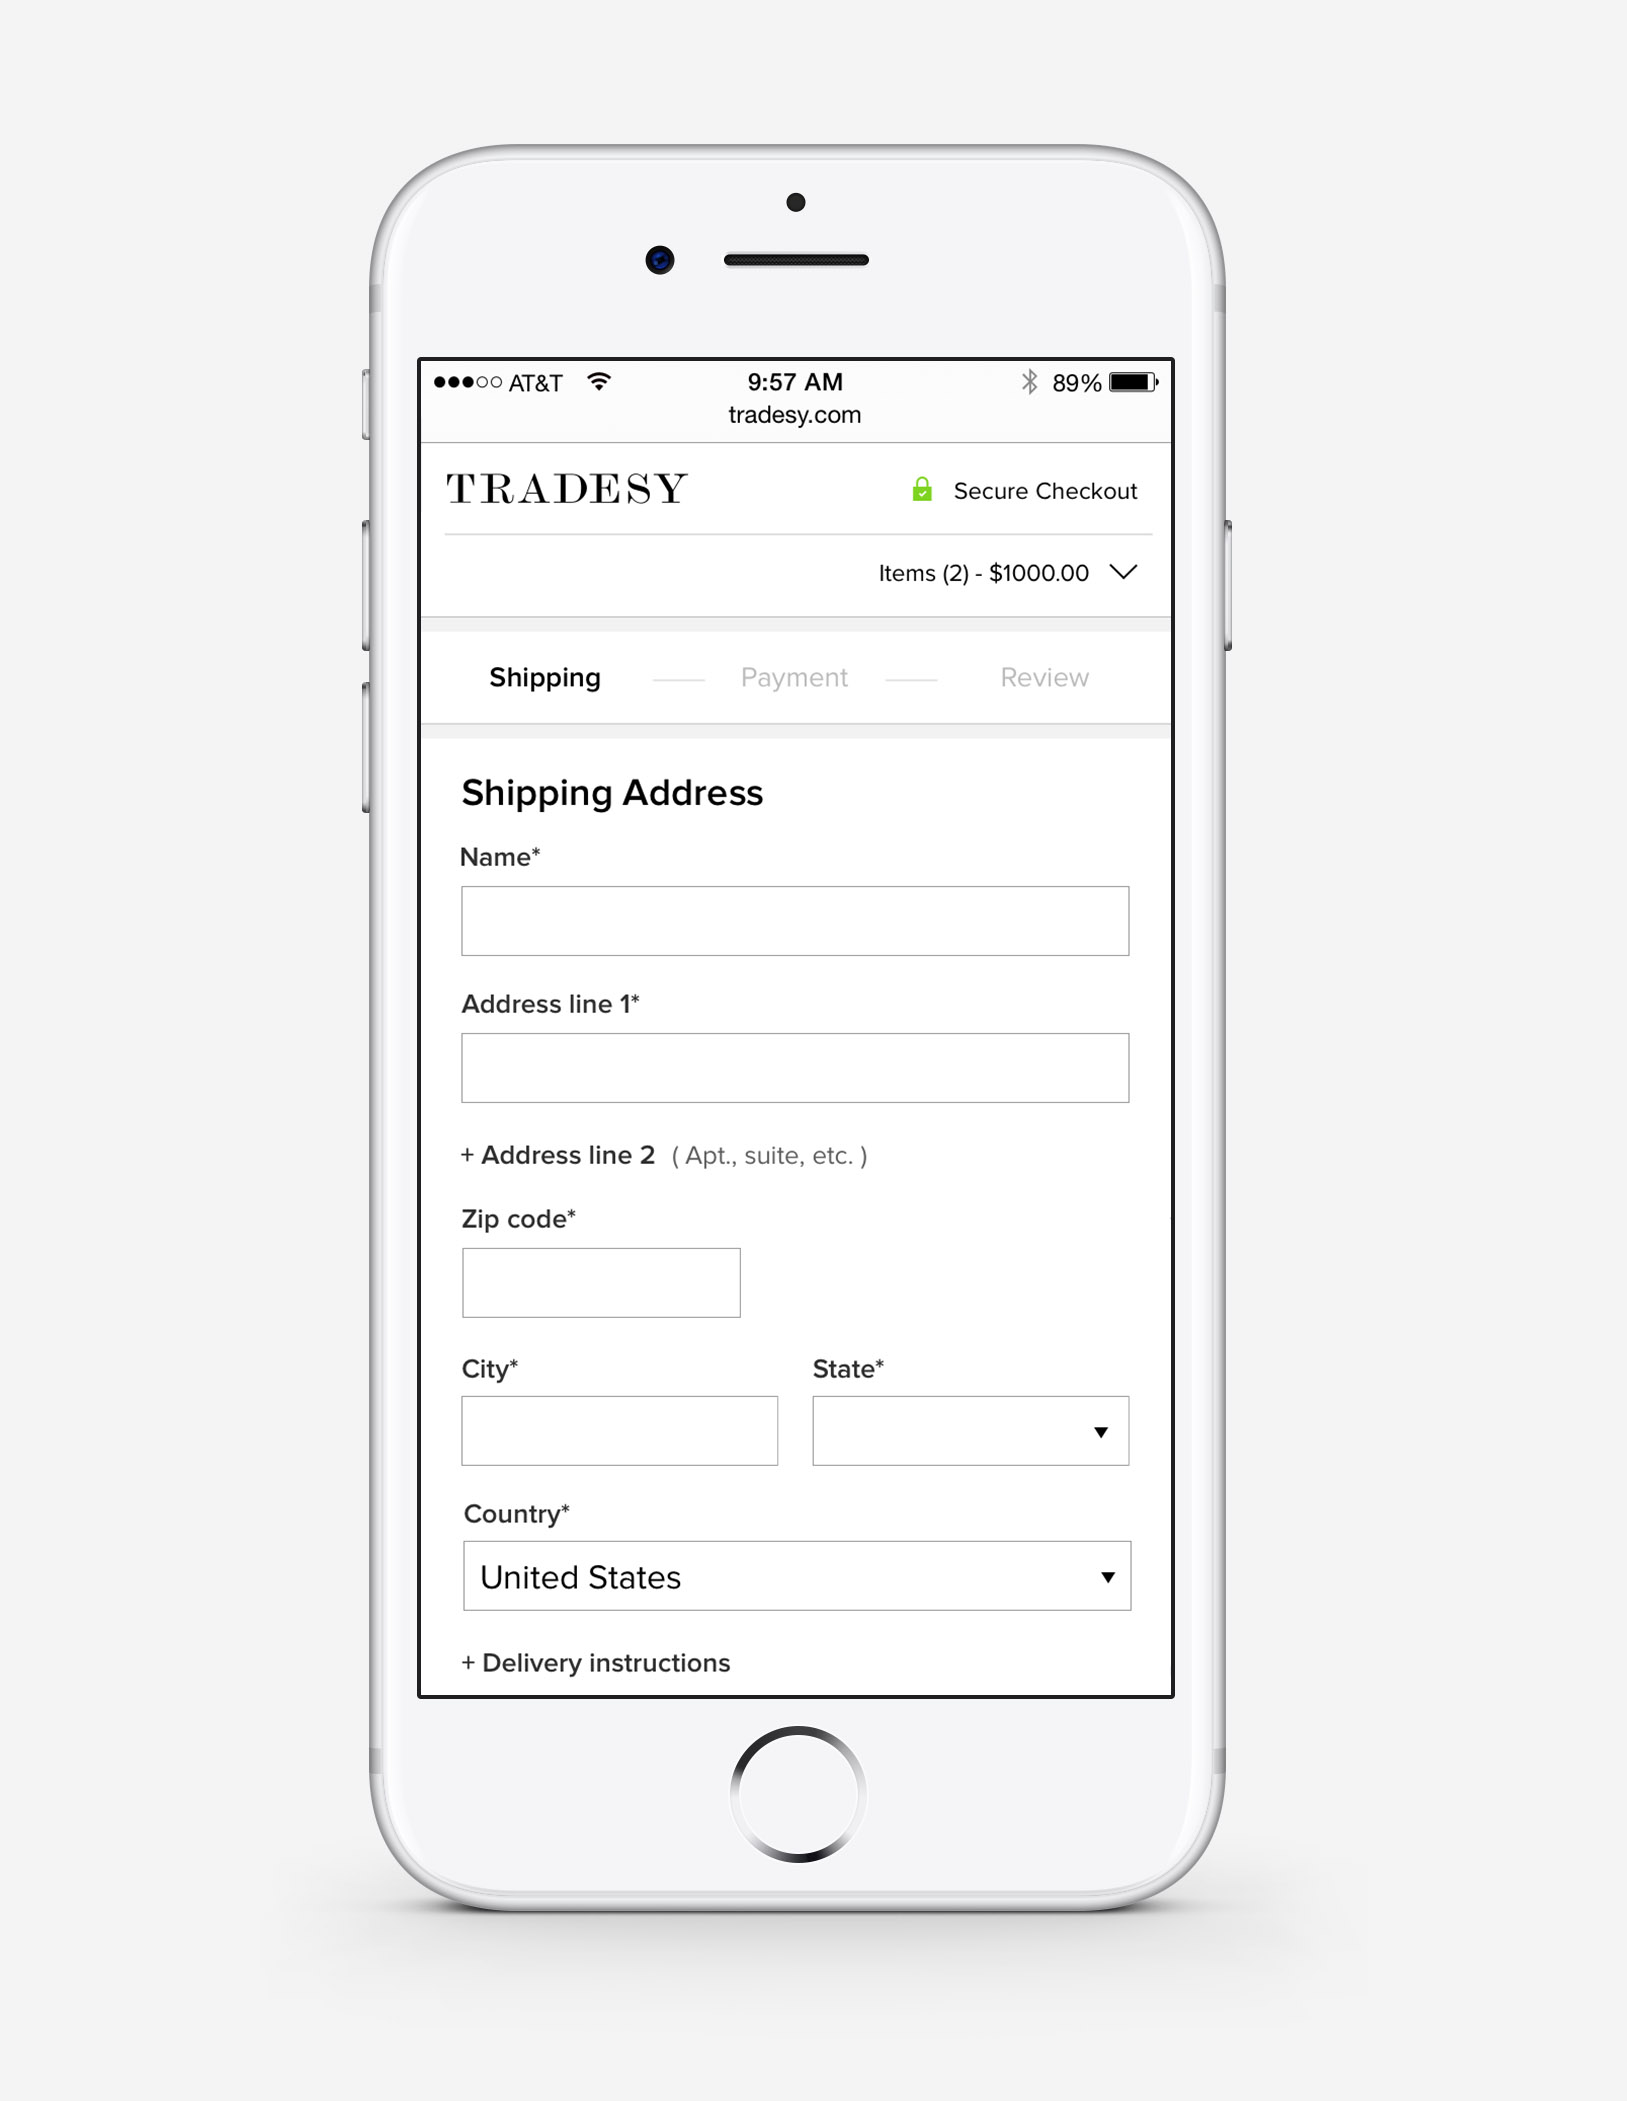 AT&T 9:57 AM 89%
tradesy.com
TRADESY Secure Checkout
Items (2) - $1000.00
Shipping Payment Review
Shipping Address
Name*
Address line 1*
+ Address line 2 ( Apt., suite, etc. )
Zip code*
City* State*
Country*
United States
+ Delivery instructions